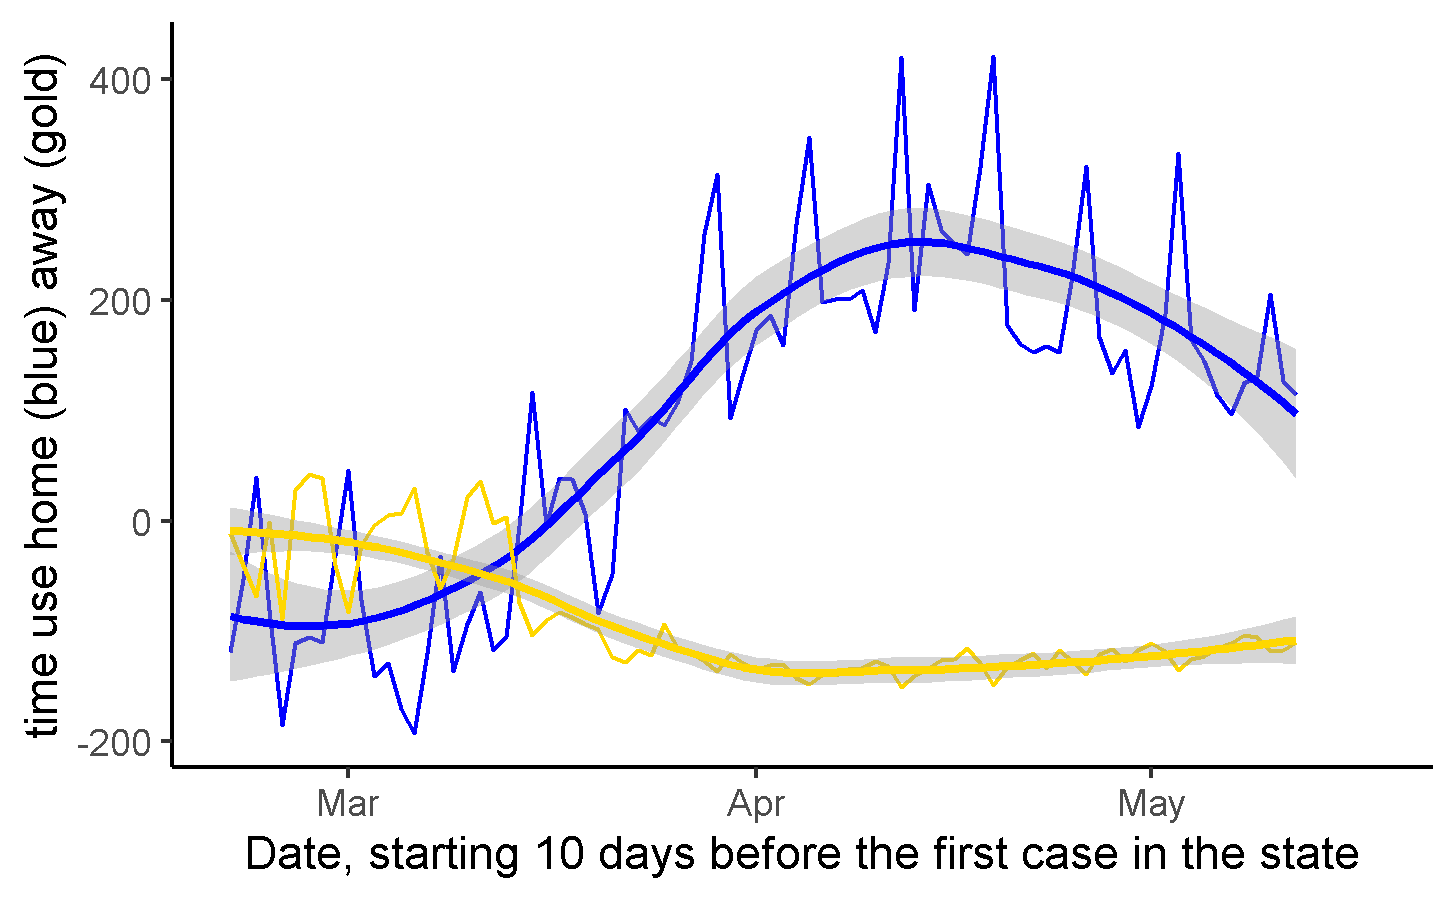 time use home (blue) away (gold)
400
200
0
-200
Mar
Apr
May
Date, starting 10 days before the first case in the state